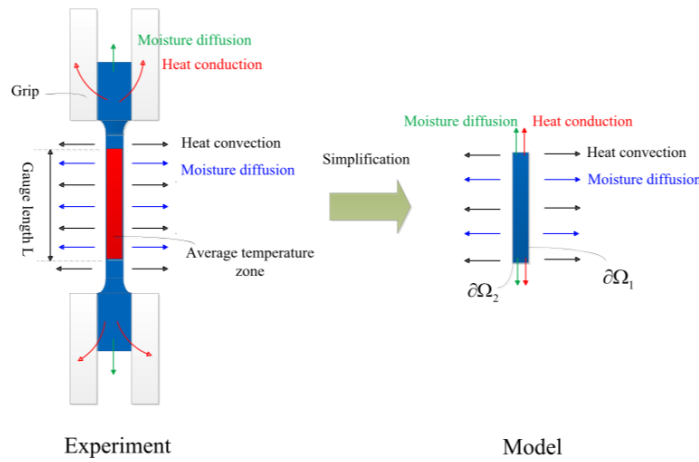 Moisture diffusion
Heat conduction
Grip
Heat convection
Moisture diffusion
Gauge length L
Average temperature
zone
Experiment
Simplification
Moisture diffusion
Heat conduction
Heat convection
Moisture diffusion
∂Ω₂
∂Ω₁
Model